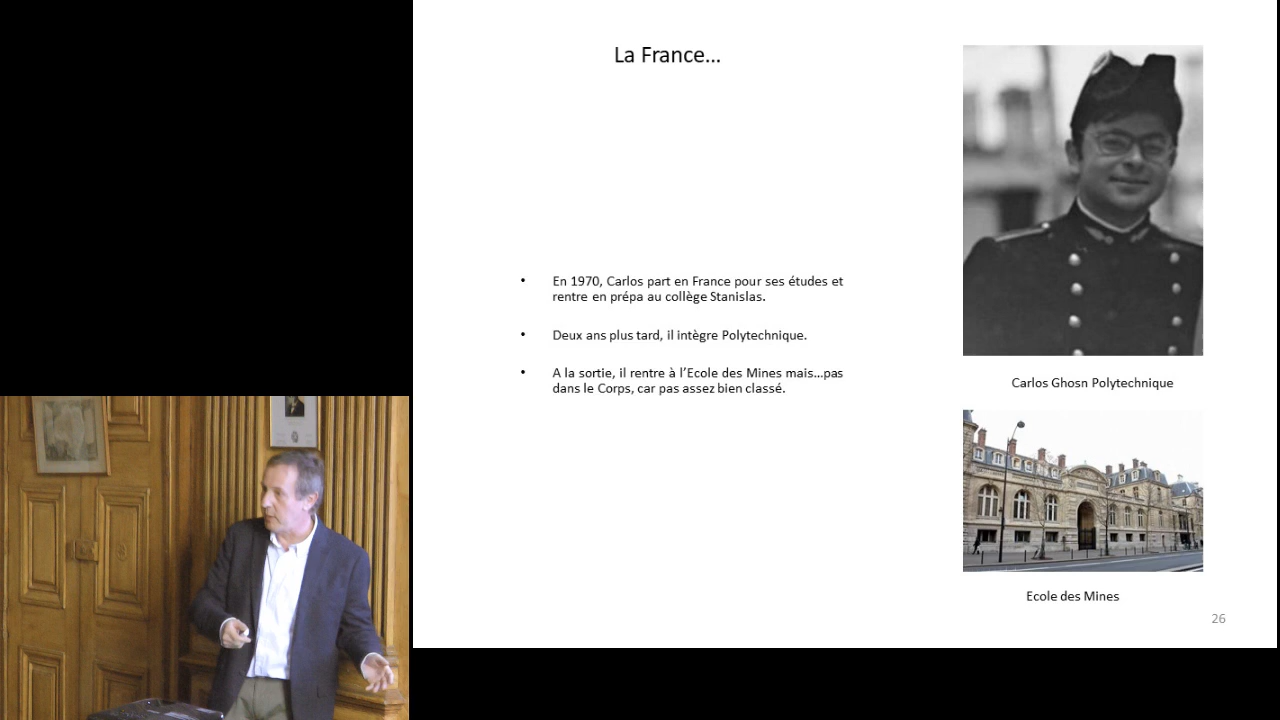 La France...
• En 1970, Carlos part en France pour ses études et
rentre en prépa au collège Stanislas.
• Deux ans plus tard, il intègre Polytechnique.
• A la sortie, il rentre à l'Ecole des Mines mais...pas
dans le Corps, car pas assez bien classé.
Carlos Ghosn Polytechnique
Ecole des Mines
26